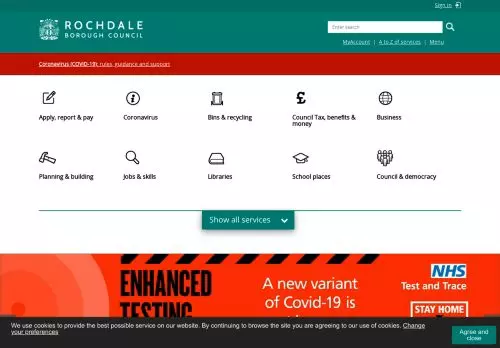 Sign in
ROCHDALE
BOROUGH COUNCIL
Enter search
MyAccount | A to Z of services | Menu
Coronavirus (COVID-19): rules, guidance and support
Apply, report & pay
Coronavirus
Bins & recycling
Council Tax, benefits & money
Business
Planning & building
Jobs & skills
Libraries
School places
Council & democracy
Show all services
ENHANCED
TESTING
A new variant
of Covid-19 is
NHS
Test and Trace
STAY HOME
We use cookies to provide the best possible service on our website. By continuing to browse the site you are agreeing to our use of cookies. Change
your preferences
Agree and
close